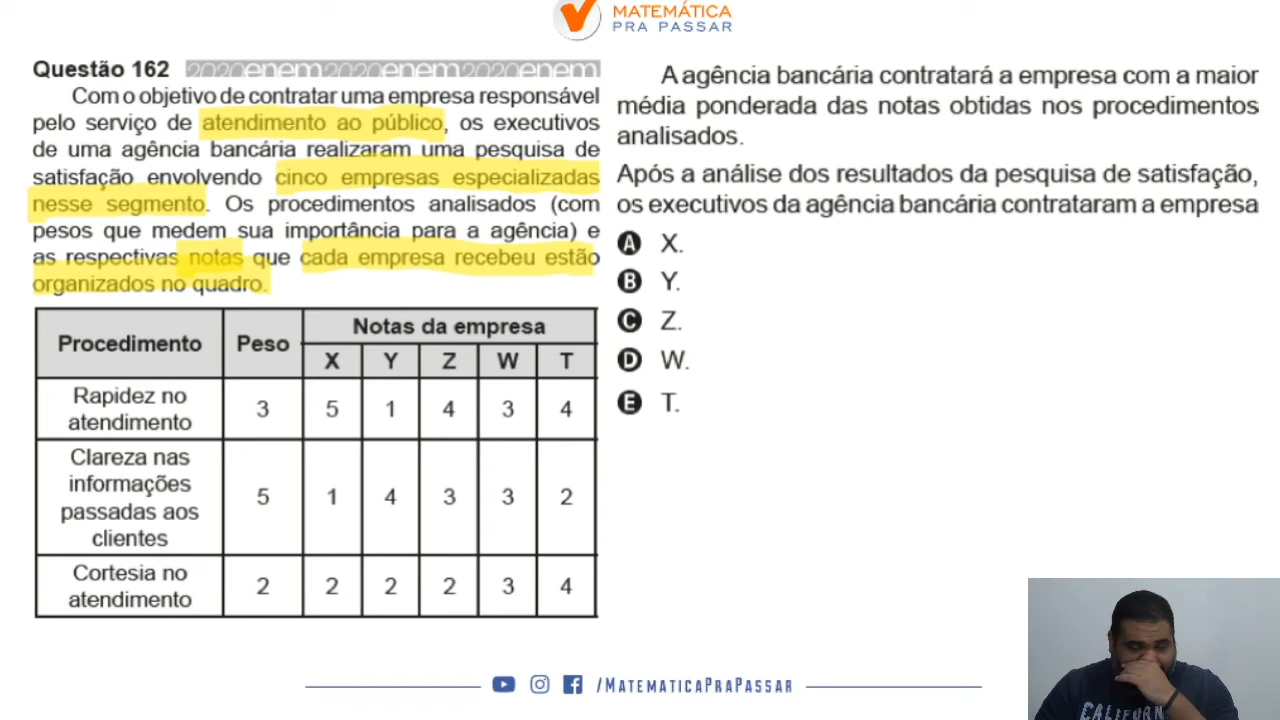 MATEMÁTICA
PRA PASSAR
Questão 162 2020enem2020enem2020enem
Com o objetivo de contratar uma empresa responsável
pelo serviço de atendimento ao público, os executivos
de uma agência bancária realizaram uma pesquisa de
satisfação envolvendo cinco empresas especializadas
nesse segmento. Os procedimentos analisados (com
pesos que medem sua importância para a agência) e
as respectivas notas que cada empresa recebeu estão
organizados no quadro.
Procedimento Peso Notas da empresa
X Y Z W T
Rapidez no
atendimento 3 5 1 4 3 4
Clareza nas
informações
passadas aos
clientes 5 1 4 3 3 2
Cortesia no
atendimento 2 2 2 2 3 4
A agência bancária contratará a empresa com a maior
média ponderada das notas obtidas nos procedimentos
analisados.
Após a análise dos resultados da pesquisa de satisfação,
os executivos da agência bancária contrataram a empresa
A X.
B Y.
C Z.
D W.
E T.
/MATEMATICAPRAPASSAR
CALIFORN